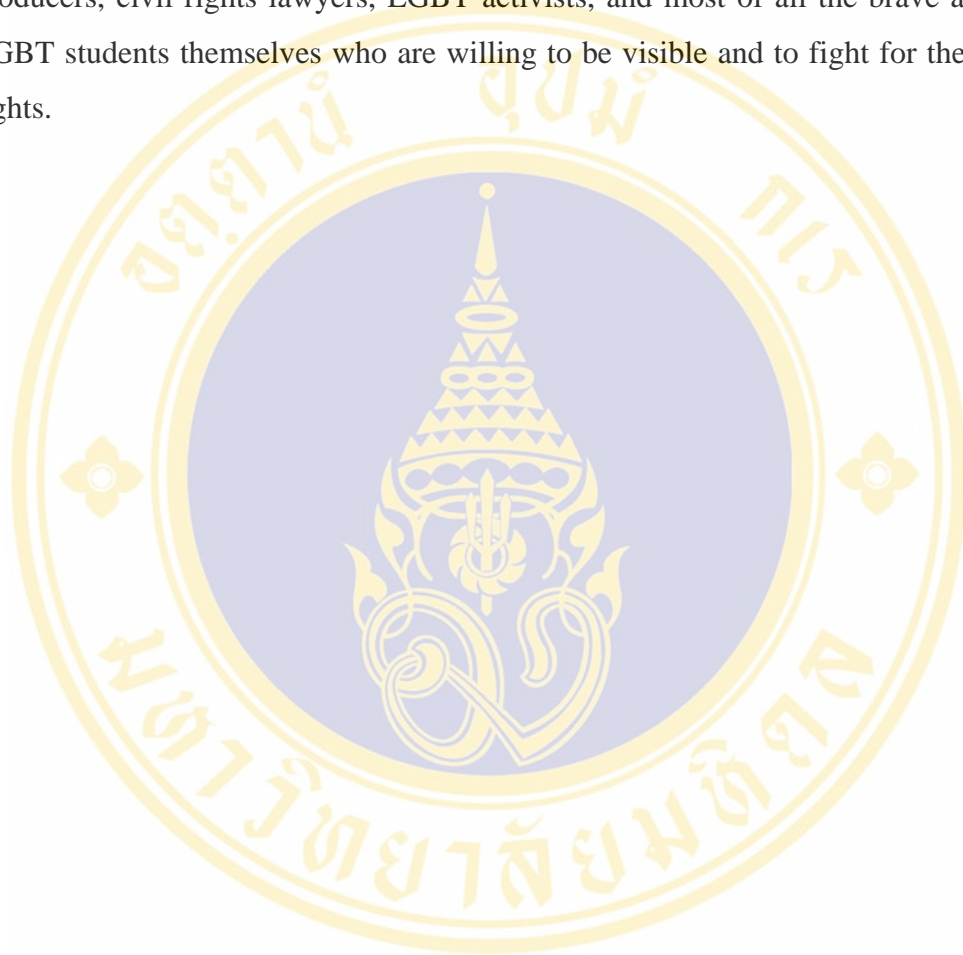 oducers, civil rights lawyers, LGBT activists, and most of all the brave a
GBT students themselves who are willing to be visible and to fight for the
ghts.
อตฺตานํ อุปมํ กเร
มหาวิทยาลัยมหิดล